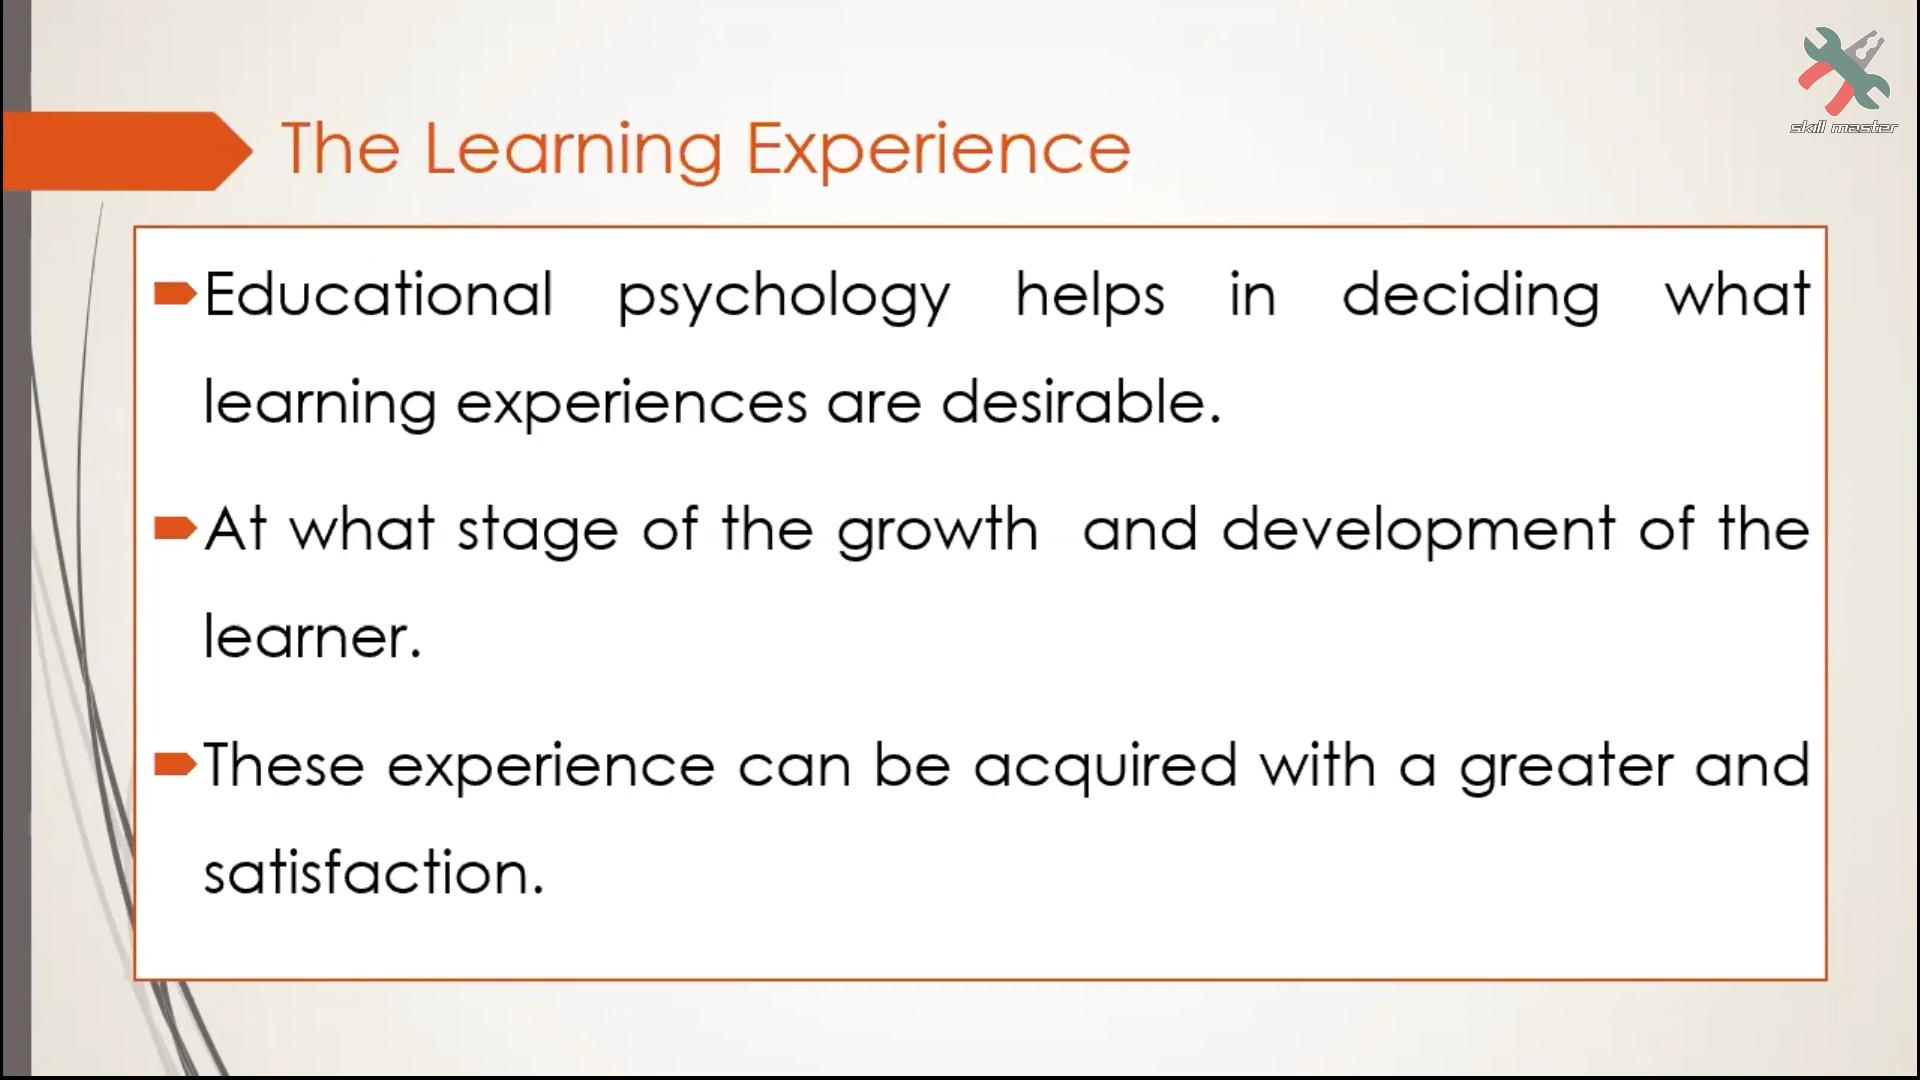 skill master
The Learning Experience
Educational psychology helps in deciding what
learning experiences are desirable.
At what stage of the growth and development of the
learner.
These experience can be acquired with a greater and
satisfaction.